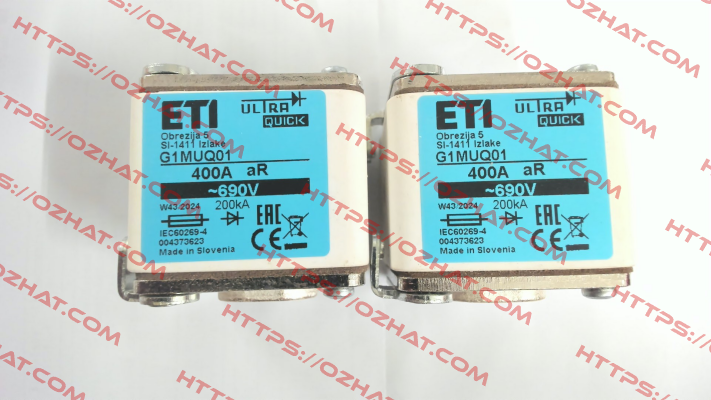 ETI ULTRA QUICK
Obrezija 5
SI-1411 Izlake
G1MUQ01
400A aR
~690V
W43/2024 200kA
EAC
IEC60269-4
CE
004373623
Made in Slovenia
ETI ULTRA QUICK
Obrezija 5
SI-1411 Izlake
G1MUQ01
400A aR
~690V
W43/2024 200kA
EAC
IEC60269-4
CE
004373623
Made in Slovenia
HTTPS://OZHAT.COM